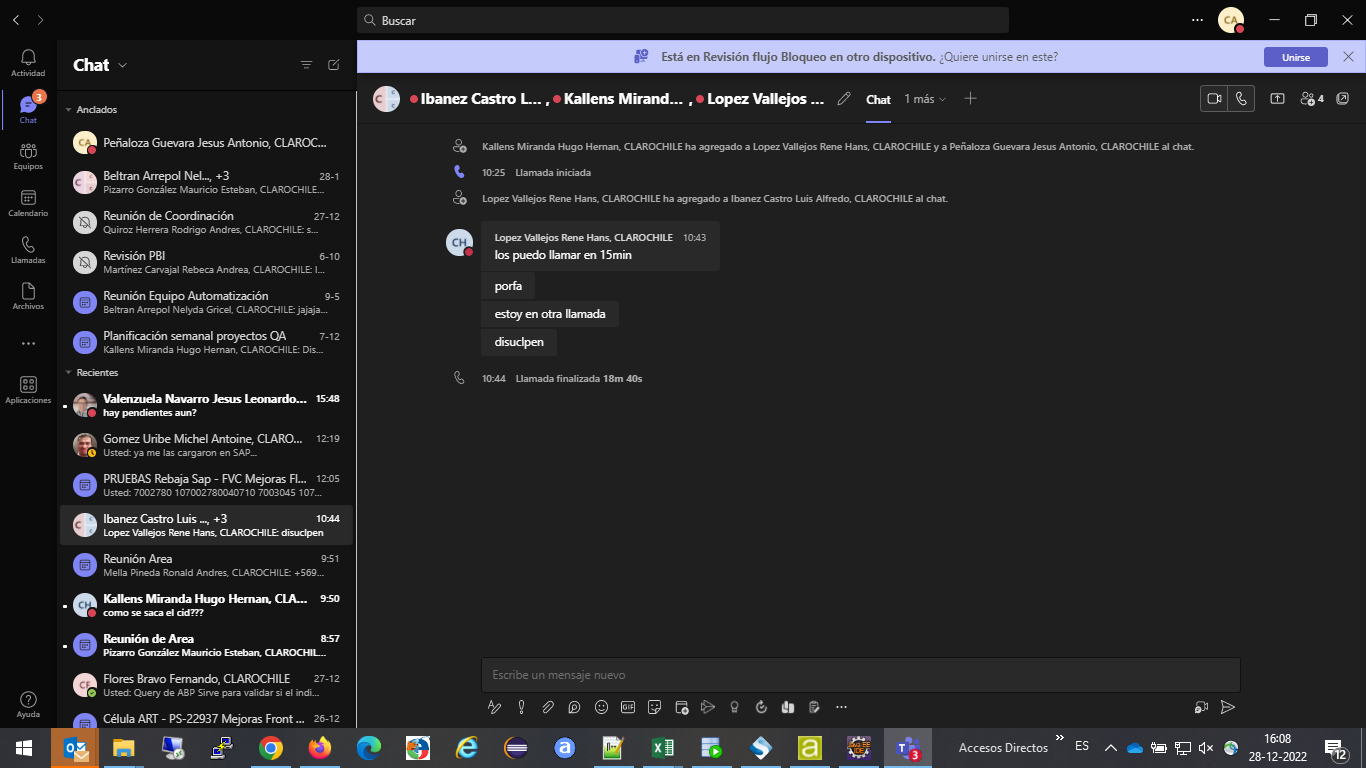 Buscar
CA
Está en Revisión flujo Bloqueo en otro dispositivo. ¿Quiere unirse en este?
Unirse
Actividad
3
Chat
Equipos
Calendario
Llamadas
Archivos
Aplicaciones
Ayuda
Chat
Anclados
CA
Peñaloza Guevara Jesus Antonio, CLAROC...
Beltran Arrepol Nel..., +3 28-1
Pizarro González Mauricio Esteban, CLAROCHILE...
Reunión de Coordinación 27-12
Quiroz Herrera Rodrigo Andres, CLAROCHILE: s...
Revisión PBI 6-10
Martínez Carvajal Rebeca Andrea, CLAROCHILE: I...
Reunión Equipo Automatización 9-5
Beltran Arrepol Nelyda Gricel, CLAROCHILE: jajaja...
Planificación semanal proyectos QA 7-12
Kallens Miranda Hugo Hernan, CLAROCHILE: Dis...
Recientes
Valenzuela Navarro Jesus Leonardo... 15:48
hay pendientes aun?
Gomez Uribe Michel Antoine, CLARO... 12:19
Usted: ya me las cargaron en SAP...
PRUEBAS Rebaja Sap - FVC Mejoras Fl... 12:05
Usted: 7002780 107002780040710 7003045 107...
Ibanez Castro Luis ..., +3 10:44
Lopez Vallejos Rene Hans, CLAROCHILE: disuclpen
Reunión Area 9:51
Mella Pineda Ronald Andres, CLAROCHILE: +569...
CH
Kallens Miranda Hugo Hernan, CLA... 9:50
como se saca el cid???
Reunión de Area 8:57
Pizarro González Mauricio Esteban, CLAROCHIL...
CF
Flores Bravo Fernando, CLAROCHILE 27-12
Usted: Query de ABP Sirve para validar si el indi...
Célula ART - PS-22937 Mejoras Front ... 26-12
Ibanez Castro L... , Kallens Mirand... , Lopez Vallejos ...
Chat
1 más
4
Kallens Miranda Hugo Hernan, CLAROCHILE ha agregado a Lopez Vallejos Rene Hans, CLAROCHILE y a Peñaloza Guevara Jesus Antonio, CLAROCHILE al chat.
10:25 Llamada iniciada
Lopez Vallejos Rene Hans, CLAROCHILE ha agregado a Ibanez Castro Luis Alfredo, CLAROCHILE al chat.
CH
Lopez Vallejos Rene Hans, CLAROCHILE 10:43
los puedo llamar en 15min
porfa
estoy en otra llamada
disuclpen
10:44 Llamada finalizada 18m 40s
Escribe un mensaje nuevo
GIF
Accesos Directos
ES
16:08
28-12-2022
12
3